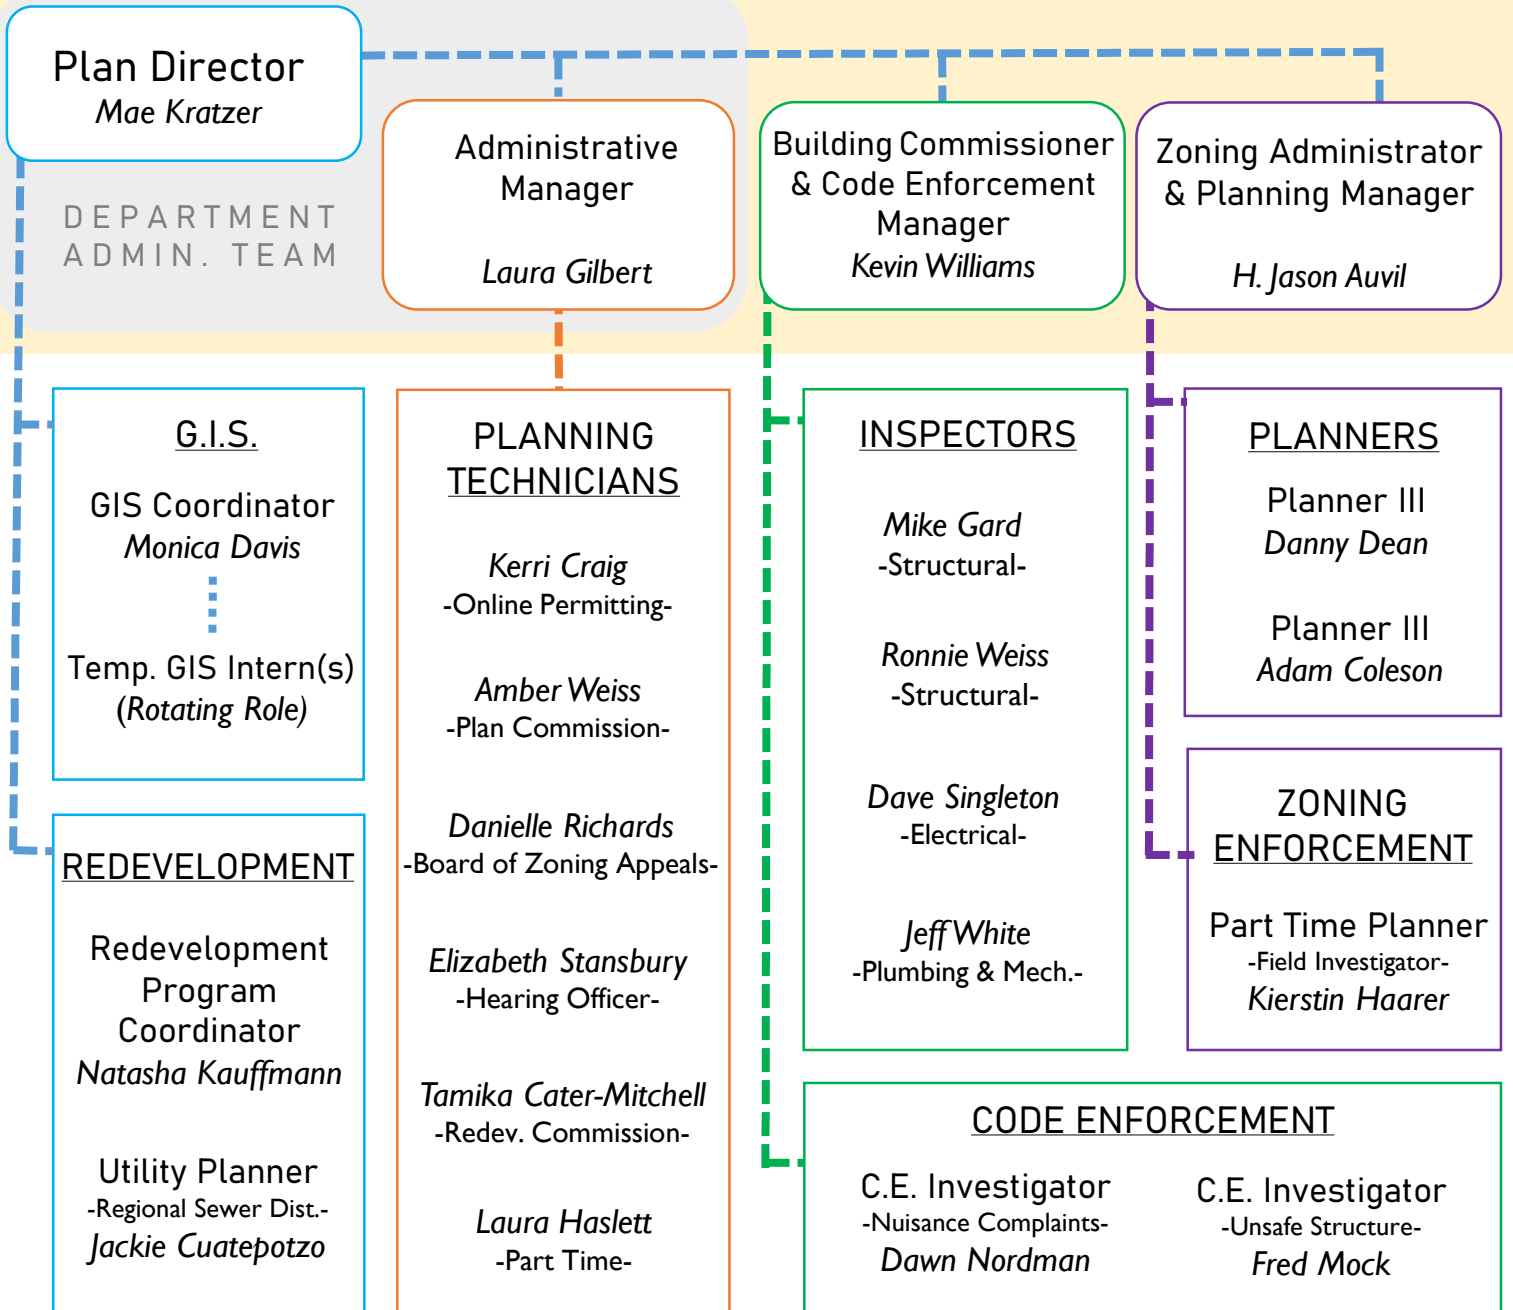 Plan Director
Mae Kratzer
DEPARTMENT
ADMIN. TEAM
Administrative
Manager
Laura Gilbert
Building Commissioner
& Code Enforcement
Manager
Kevin Williams
Zoning Administrator
& Planning Manager
H. Jason Auvil
G.I.S.
GIS Coordinator
Monica Davis
Temp. GIS Intern(s)
(Rotating Role)
REDEVELOPMENT
Redevelopment
Program
Coordinator
Natasha Kauffmann
Utility Planner
-Regional Sewer Dist.-
Jackie Cuatepotzo
PLANNING
TECHNICIANS
Kerri Craig
-Online Permitting-
Amber Weiss
-Plan Commission-
Danielle Richards
-Board of Zoning Appeals-
Elizabeth Stansbury
-Hearing Officer-
Tamika Cater-Mitchell
-Redev. Commission-
Laura Haslett
-Part Time-
INSPECTORS
Mike Gard
-Structural-
Ronnie Weiss
-Structural-
Dave Singleton
-Electrical-
Jeff White
-Plumbing & Mech.-
PLANNERS
Planner III
Danny Dean
Planner III
Adam Coleson
ZONING
ENFORCEMENT
Part Time Planner
-Field Investigator-
Kierstin Haarer
CODE ENFORCEMENT
C.E. Investigator
-Nuisance Complaints-
Dawn Nordman
C.E. Investigator
-Unsafe Structure-
Fred Mock